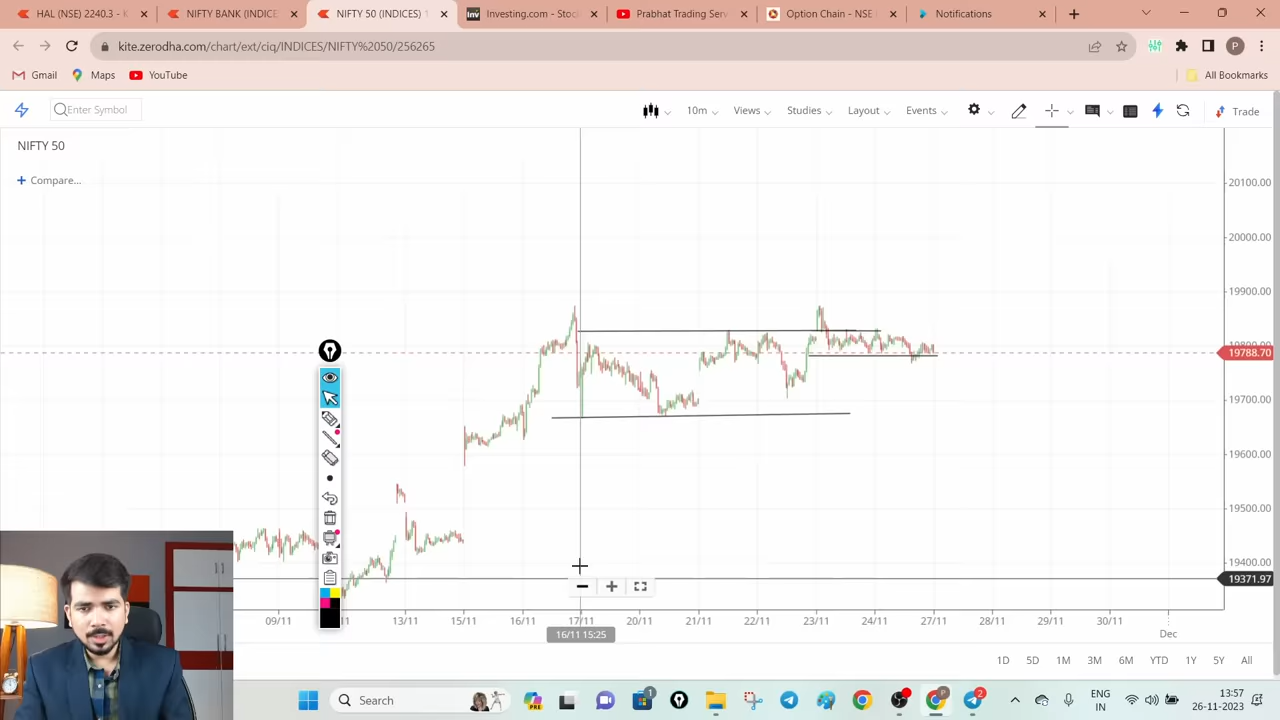 HAL (NSE) 2240.3 - K
NIFTY BANK (INDICE
NIFTY 50 (INDICES) 1
Investing.com - Stoc
Prabhat Trading Serv
Option Chain - NSE I
Notifications
kite.zerodha.com/chart/ext/ciq/INDICES/NIFTY%2050/256265
P
Gmail
Maps
YouTube
All Bookmarks
Enter Symbol
10m
Views
Studies
Layout
Events
Trade
NIFTY 50
+ Compare...
20100.00
20000.00
19900.00
19788.70
19700.00
19600.00
19500.00
19400.00
19371.97
09/11
13/11
15/11
16/11
17/11
20/11
21/11
22/11
23/11
24/11
27/11
28/11
29/11
30/11
16/11 15:25
Dec
1D 5D 1M 3M 6M YTD 1Y 5Y All
Search
1
2
ENG
IN
13:57
26-11-2023